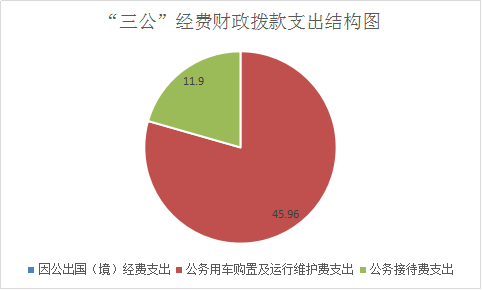 “三公”经费财政拨款支出结构图
11.9
45.96
因公出国（境）经费支出 公务用车购置及运行维护费支出 公务接待费支出